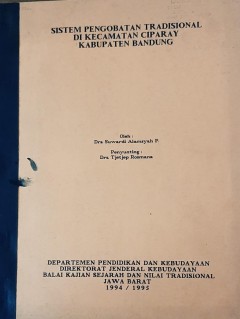 SISTEM PENGOBATAN TRADISIONAL
DI KECAMATAN CIPARAY
KABUPATEN BANDUNG
Oleh :
Drs Suwardi Alamsyah P.
Penyunting :
Drs. Tjetjep Rosmana
DEPARTEMEN PENDIDIKAN DAN KEBUDAYAAN
DIREKTORAT JENDERAL KEBUDAYAAN
BALAI KAJIAN SEJARAH DAN NILAI TRADISIONAL
JAWA BARAT
1994 / 1995